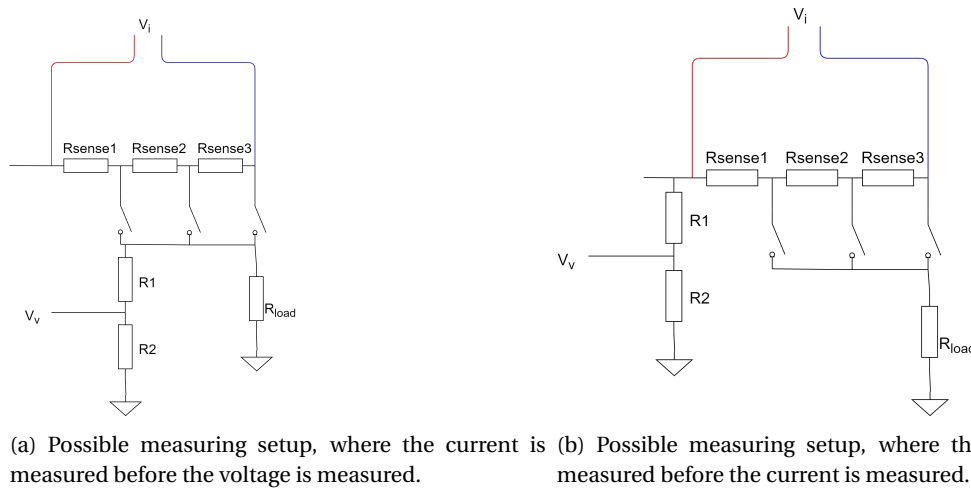 Vi
Rsense1 Rsense2 Rsense3
R1
Vv
R2
Rload
(a) Possible measuring setup, where the current is
measured before the voltage is measured.
Vi
Rsense1 Rsense2 Rsense3
R1
Vv
R2
Rload
(b) Possible measuring setup, where th
measured before the current is measured.